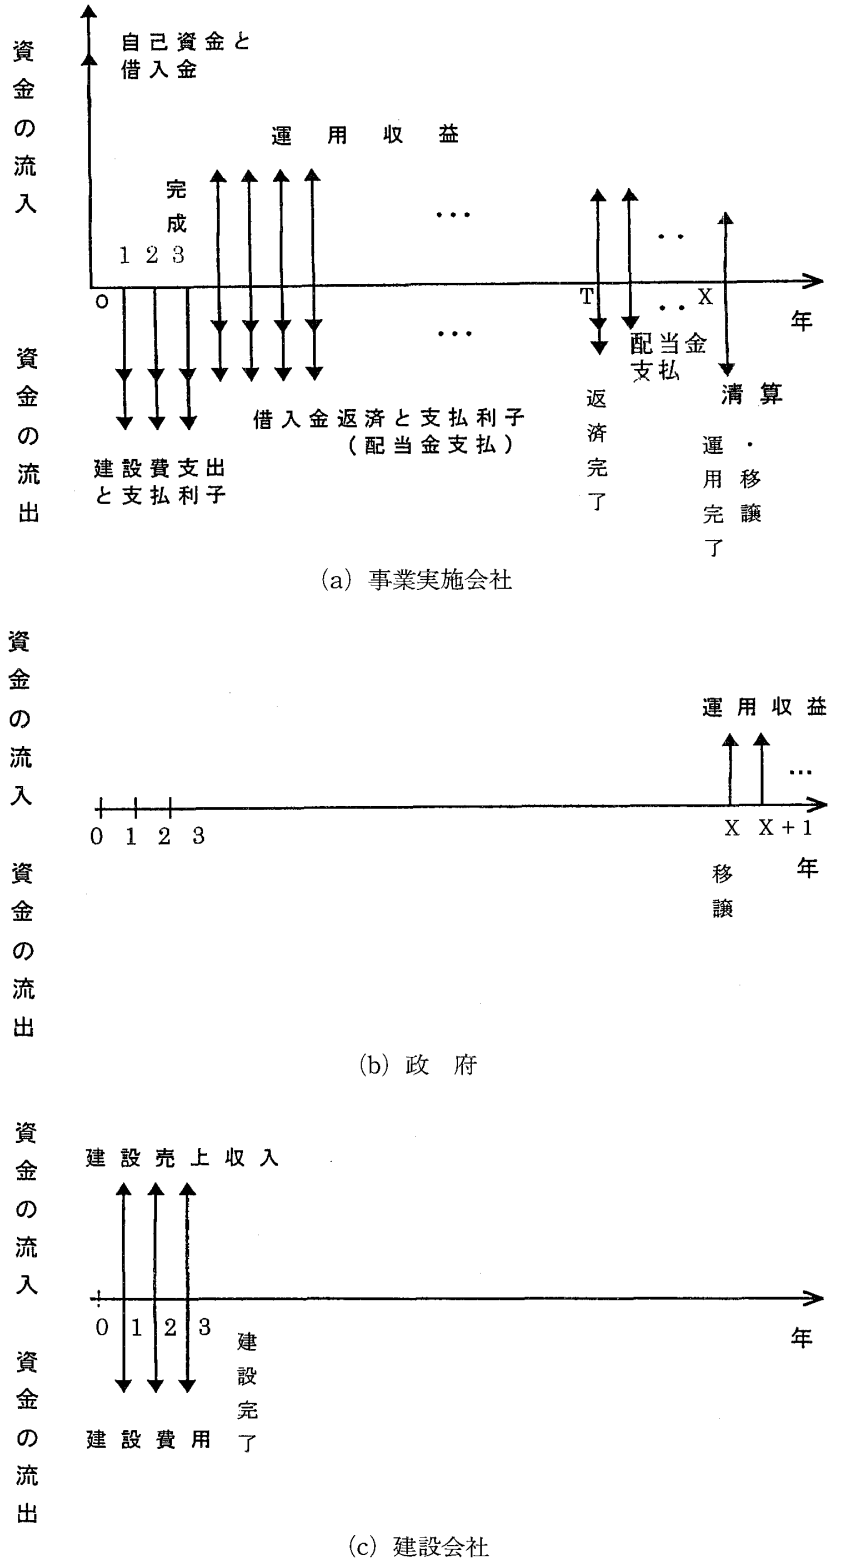 資金の流入
資金の流出
自己資金と
借入金
運用収益
完成
1 2 3
...
..
0
T
X
年
..
...
配当金
支払
清算
借入金返済と支払利子
(配当金支払)
返済完了
・移譲
運用完了
建設費支出
と支払利子
(a) 事業実施会社
資金の流入
資金の流出
運用収益
...
0 1 2 3
X X+1
年
移譲
(b) 政 府
資金の流入
資金の流出
建設売上収入
0 1 2 3
年
建設完了
建設費用
(c) 建設会社